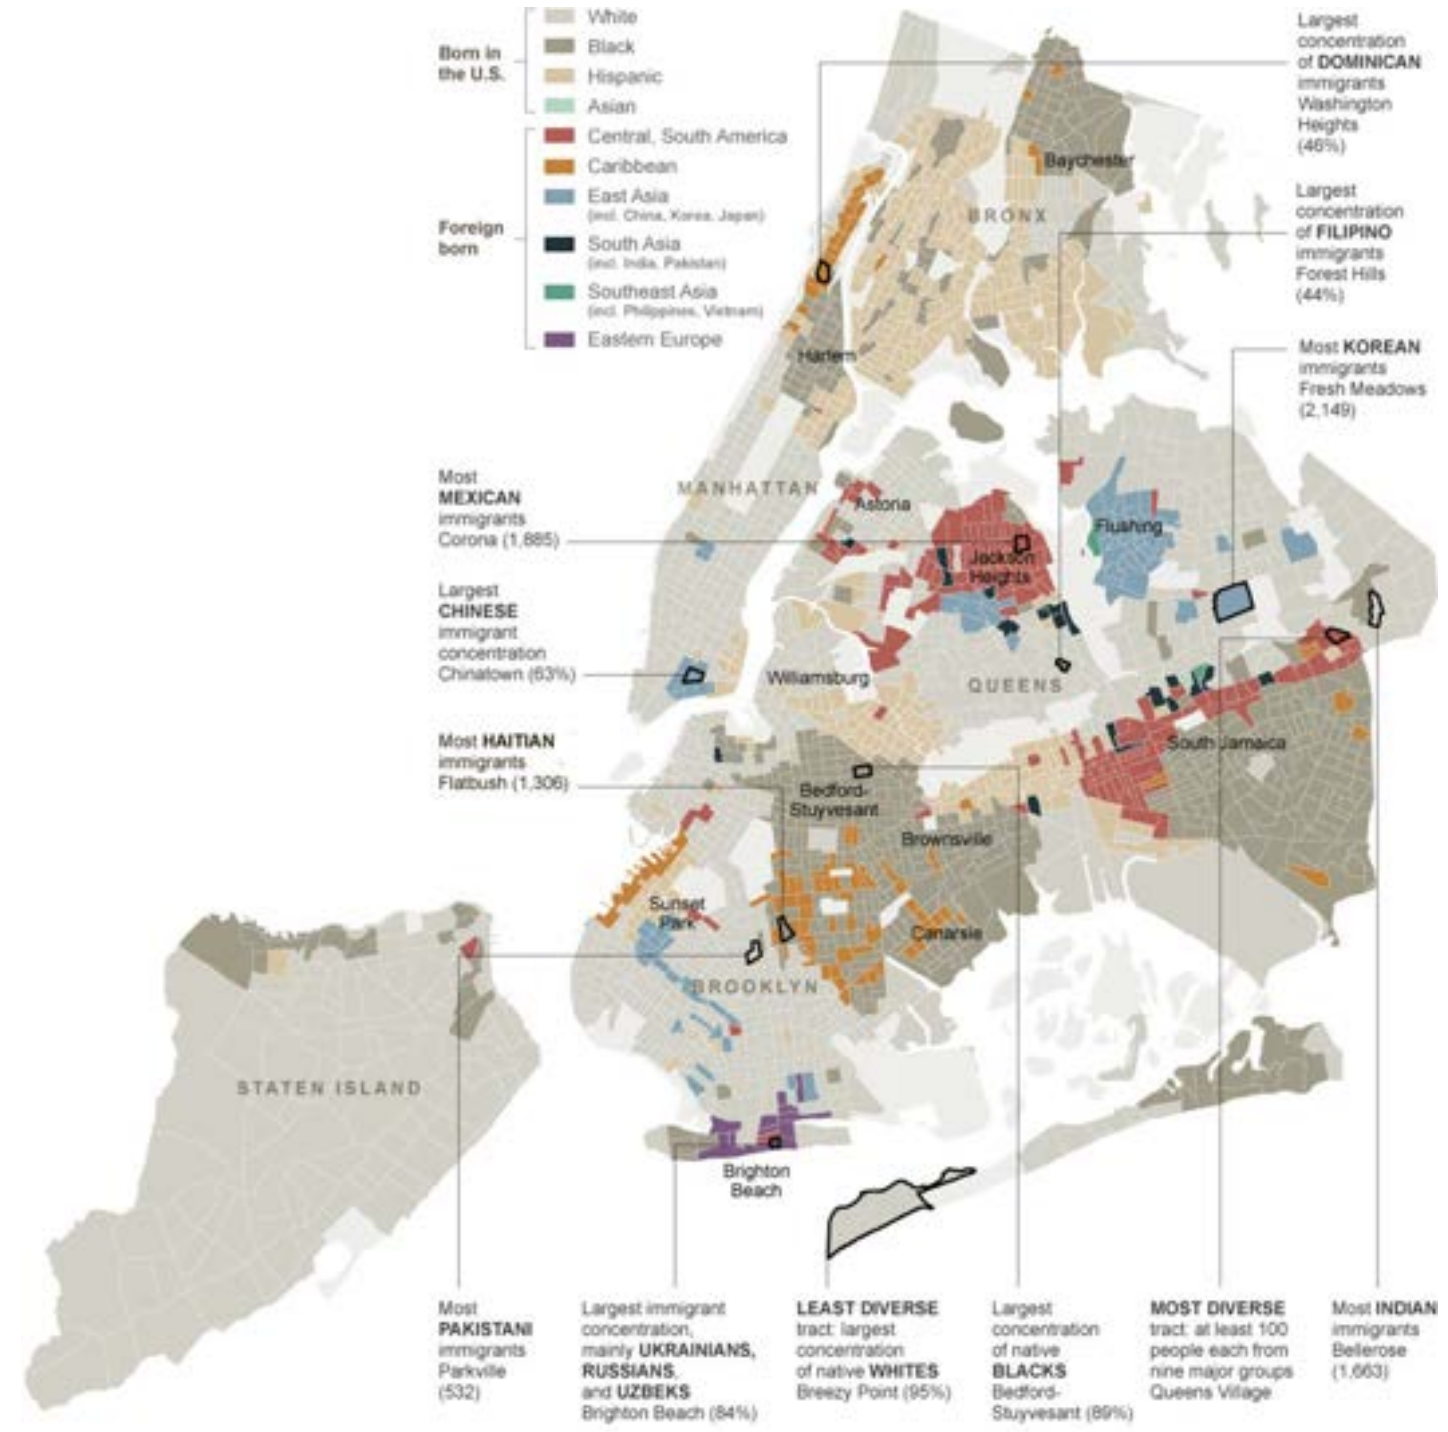 Born in
the U.S.
White
Black
Hispanic
Asian
Foreign
born
Central, South America
Caribbean
East Asia
(incl. China, Korea, Japan)
South Asia
(incl. India, Pakistan)
Southeast Asia
(incl. Philippines, Vietnam)
Eastern Europe
Largest
concentration
of DOMINICAN
immigrants
Washington
Heights
(46%)
Largest
concentration
of FILIPINO
immigrants
Forest Hills
(44%)
Most KOREAN
immigrants
Fresh Meadows
(2,149)
Most
MEXICAN
immigrants
Corona (1,885)
Largest
CHINESE
immigrant
concentration
Chinatown (63%)
Most HAITIAN
immigrants
Flatbush (1,306)
Baychester
BRONX
Harlem
MANHATTAN
Astoria
Flushing
Jackson
Heights
Williamsburg
QUEENS
South Jamaica
Bedford-
Stuyvesant
Brownsville
Sunset
Park
Canarsie
BROOKLYN
STATEN ISLAND
Brighton
Beach
Most
PAKISTANI
immigrants
Parkville
(532)
Largest immigrant
concentration,
mainly UKRAINIANS,
RUSSIANS,
and UZBEKS
Brighton Beach (84%)
LEAST DIVERSE
tract: largest
concentration
of native WHITES
Breezy Point (95%)
Largest
concentration
of native
BLACKS
Bedford-
Stuyvesant (89%)
MOST DIVERSE
tract: at least 100
people each from
nine major groups
Queens Village
Most INDIAN
immigrants
Bellerose
(1,663)